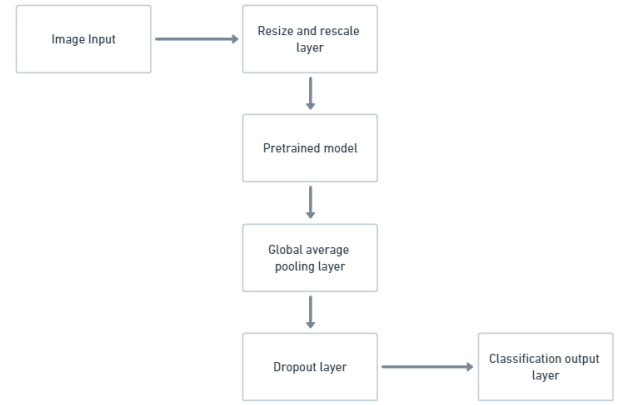 Image Input
Resize and rescale
layer
Pretrained model
Global average
pooling layer
Dropout layer
Classification output
layer